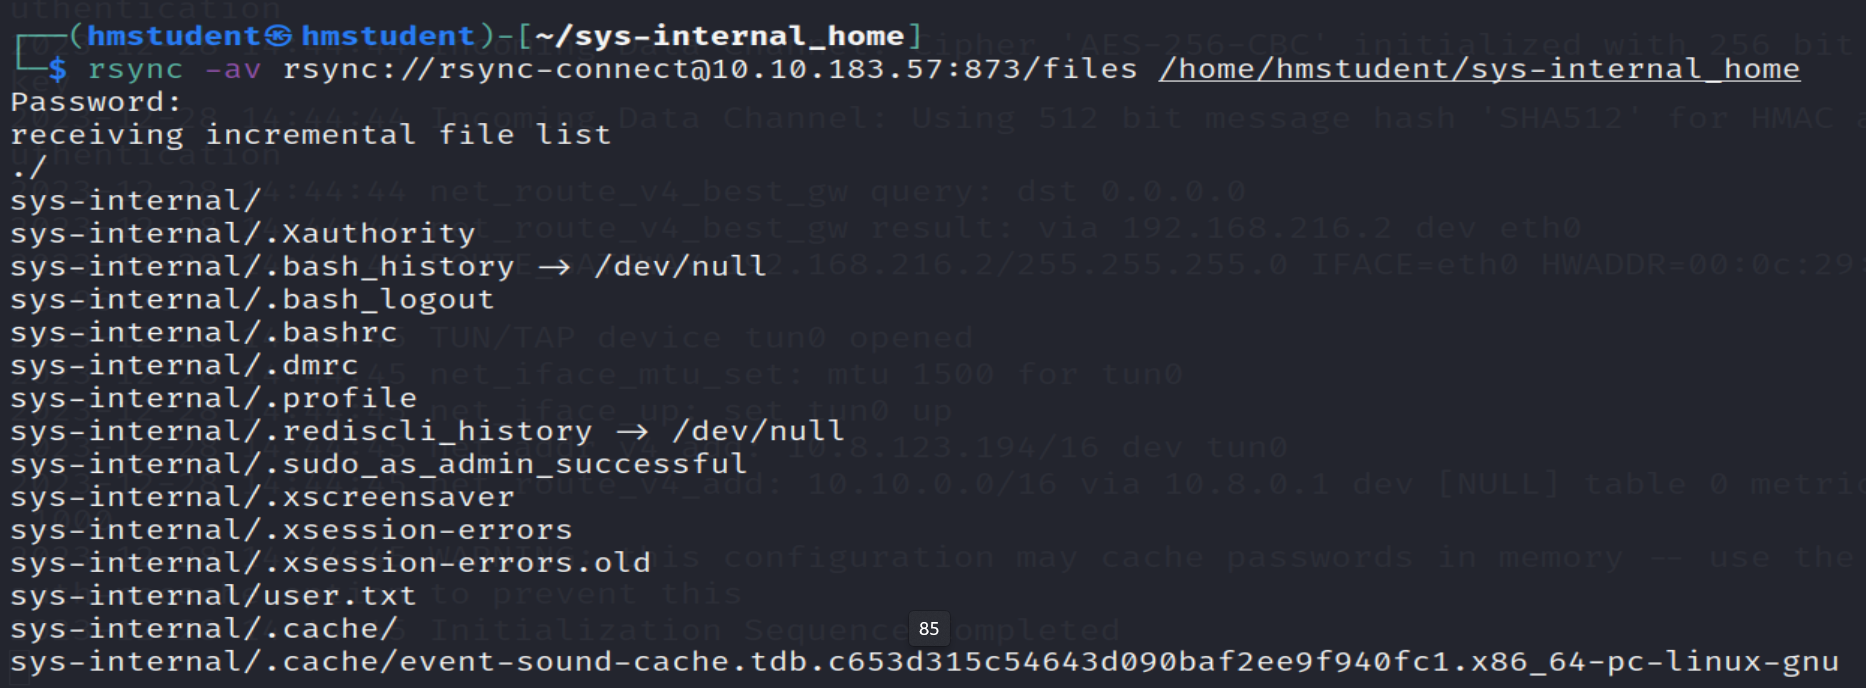 ┌──(hmstudent㉿hmstudent)-[~/sys-internal_home]
└─$ rsync -av rsync://rsync-connect@10.10.183.57:873/files /home/hmstudent/sys-internal_home
Password:
receiving incremental file list
./
sys-internal/
sys-internal/.Xauthority
sys-internal/.bash_history → /dev/null
sys-internal/.bash_logout
sys-internal/.bashrc
sys-internal/.dmrc
sys-internal/.profile
sys-internal/.rediscli_history → /dev/null
sys-internal/.sudo_as_admin_successful
sys-internal/.xscreensaver
sys-internal/.xsession-errors
sys-internal/.xsession-errors.old
sys-internal/user.txt
sys-internal/.cache/
85
sys-internal/.cache/event-sound-cache.tdb.c653d315c54643d090baf2ee9f940fc1.x86_64-pc-linux-gnu